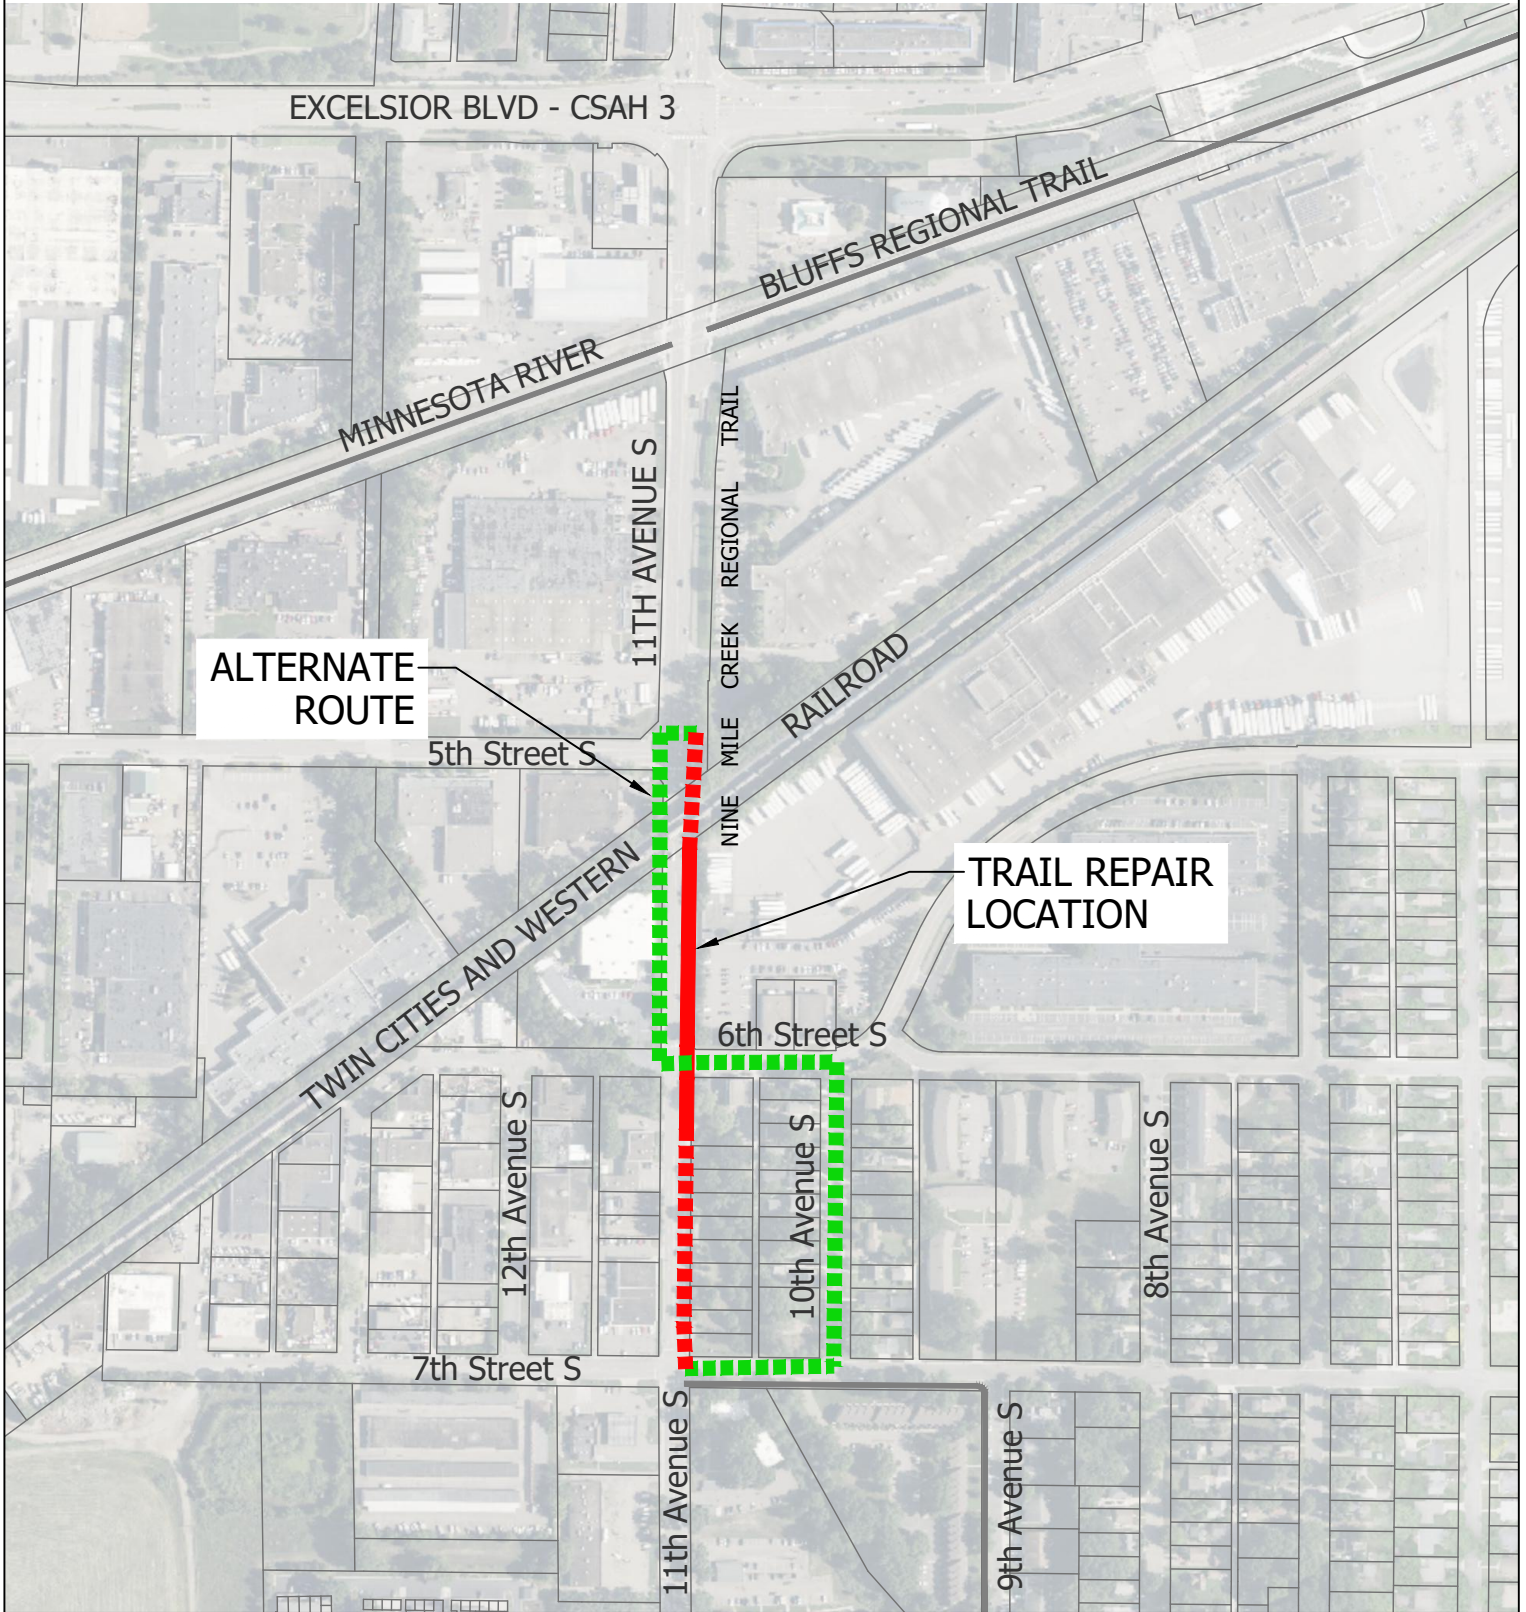 EXCELSIOR BLVD - CSAH 3
BLUFFS REGIONAL TRAIL
MINNESOTA RIVER
11TH AVENUE S
NINE MILE CREEK REGIONAL TRAIL
ALTERNATE
ROUTE
RAILROAD
5th Street S
TRAIL REPAIR
LOCATION
TWIN CITIES AND WESTERN
6th Street S
12th Avenue S
10th Avenue S
8th Avenue S
7th Street S
11th Avenue S
9th Avenue S